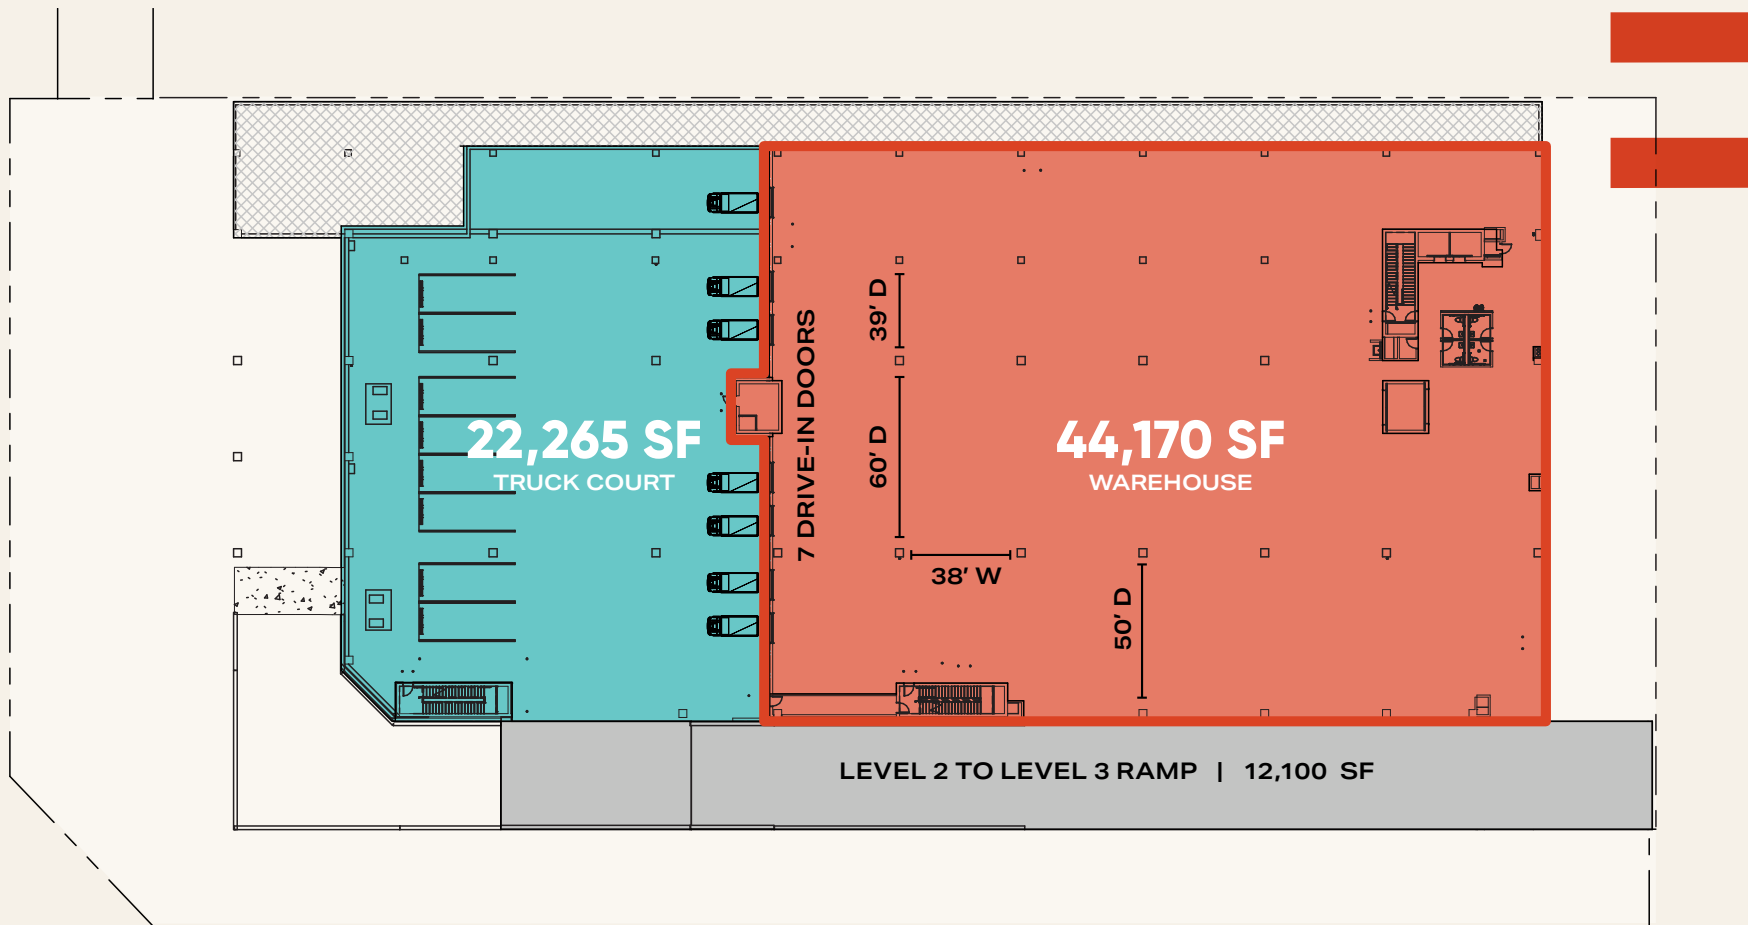 39' D
7 DRIVE-IN DOORS
60' D
22,265 SF
TRUCK COURT
44,170 SF
WAREHOUSE
38' W
50' D
LEVEL 2 TO LEVEL 3 RAMP | 12,100 SF